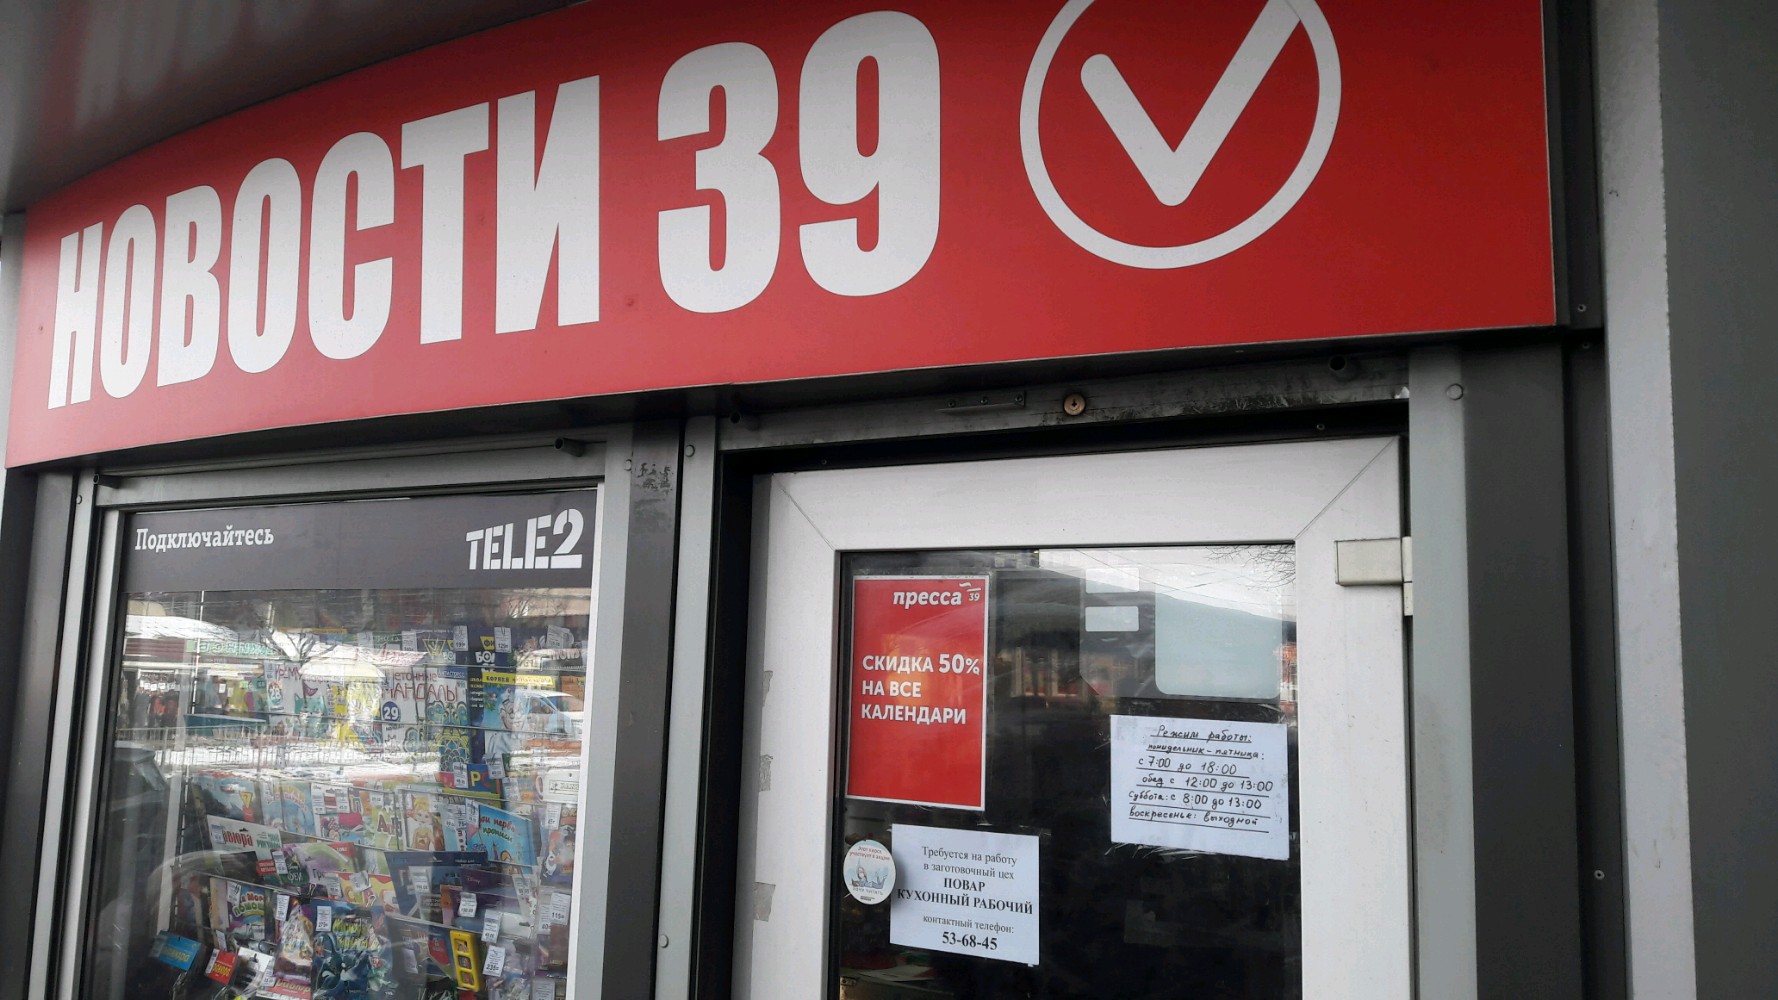 НОВОСТИ 39
Подключайтесь
TELE2
пресса 39
СКИДКА 50%
НА ВСЕ
КАЛЕНДАРИ
Режим работы:
понидельник - пятница:
с 7:00 до 18:00
обед с 12:00 до 13:00
Суббота: с 8:00 до 13:00
воскресенье: выходной
Требуется на работу
в заготовочный цех
ПОВАР
КУХОННЫЙ РАБОЧИЙ
контактный телефон:
53-68-45
29